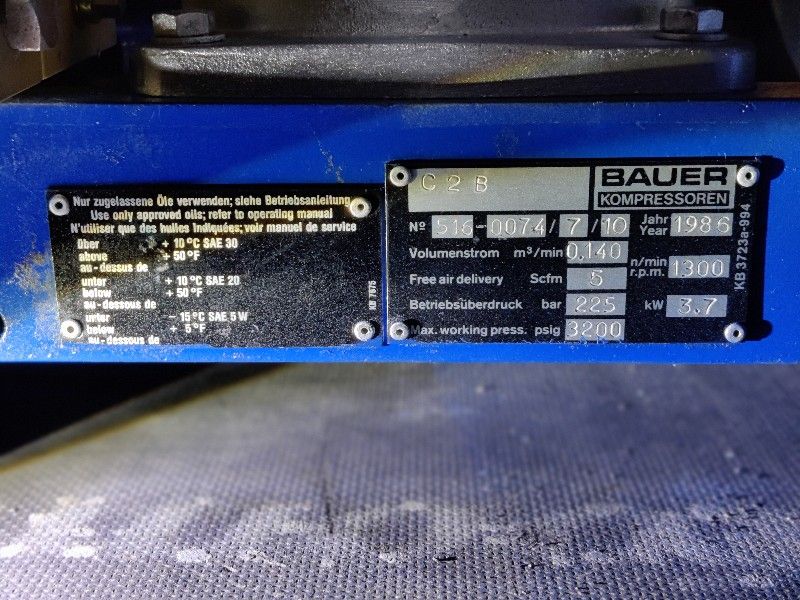 Nur zugelassene Öle verwenden; siehe Betriebsanleitung
Use only approved oils; refer to operating manual
N'utiliser que des huiles indiquées; voir manuel de service
über + 10 °C SAE 30
above + 50 °F
au-dessus de
unter + 10 °C SAE 20
below + 50 °F
au-dessous de
unter - 15 °C SAE 5 W
below + 5 °F
au-dessous de
KB 7676
C 2 B
BAUER
KOMPRESSOREN
Nº 516-0074/7/10 Jahr Year 1986
Volumenstrom m³/min 0,140
Free air delivery Scfm 5
n/min r.p.m. 1300
Betriebsüberdruck bar 225 kW 3.7
Max. working press. psig 3200
KB 3723a-994